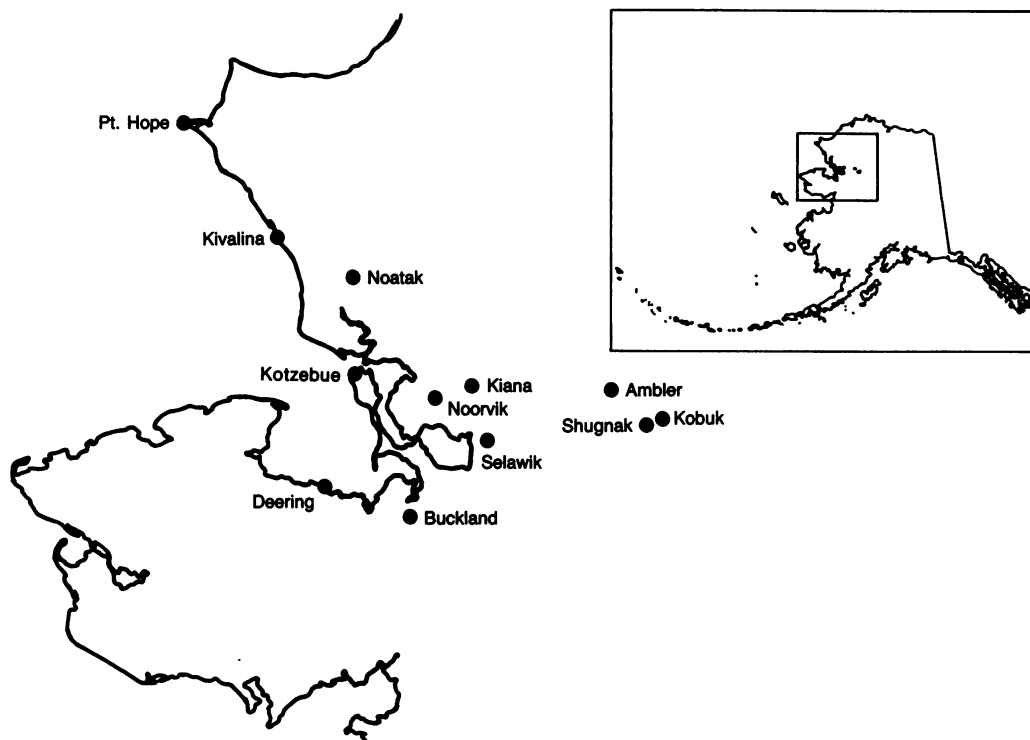 Pt. Hope
Kivalina
Noatak
Kotzebue
Kiana
Noorvik
Ambler
Shugnak
Kobuk
Selawik
Deering
Buckland